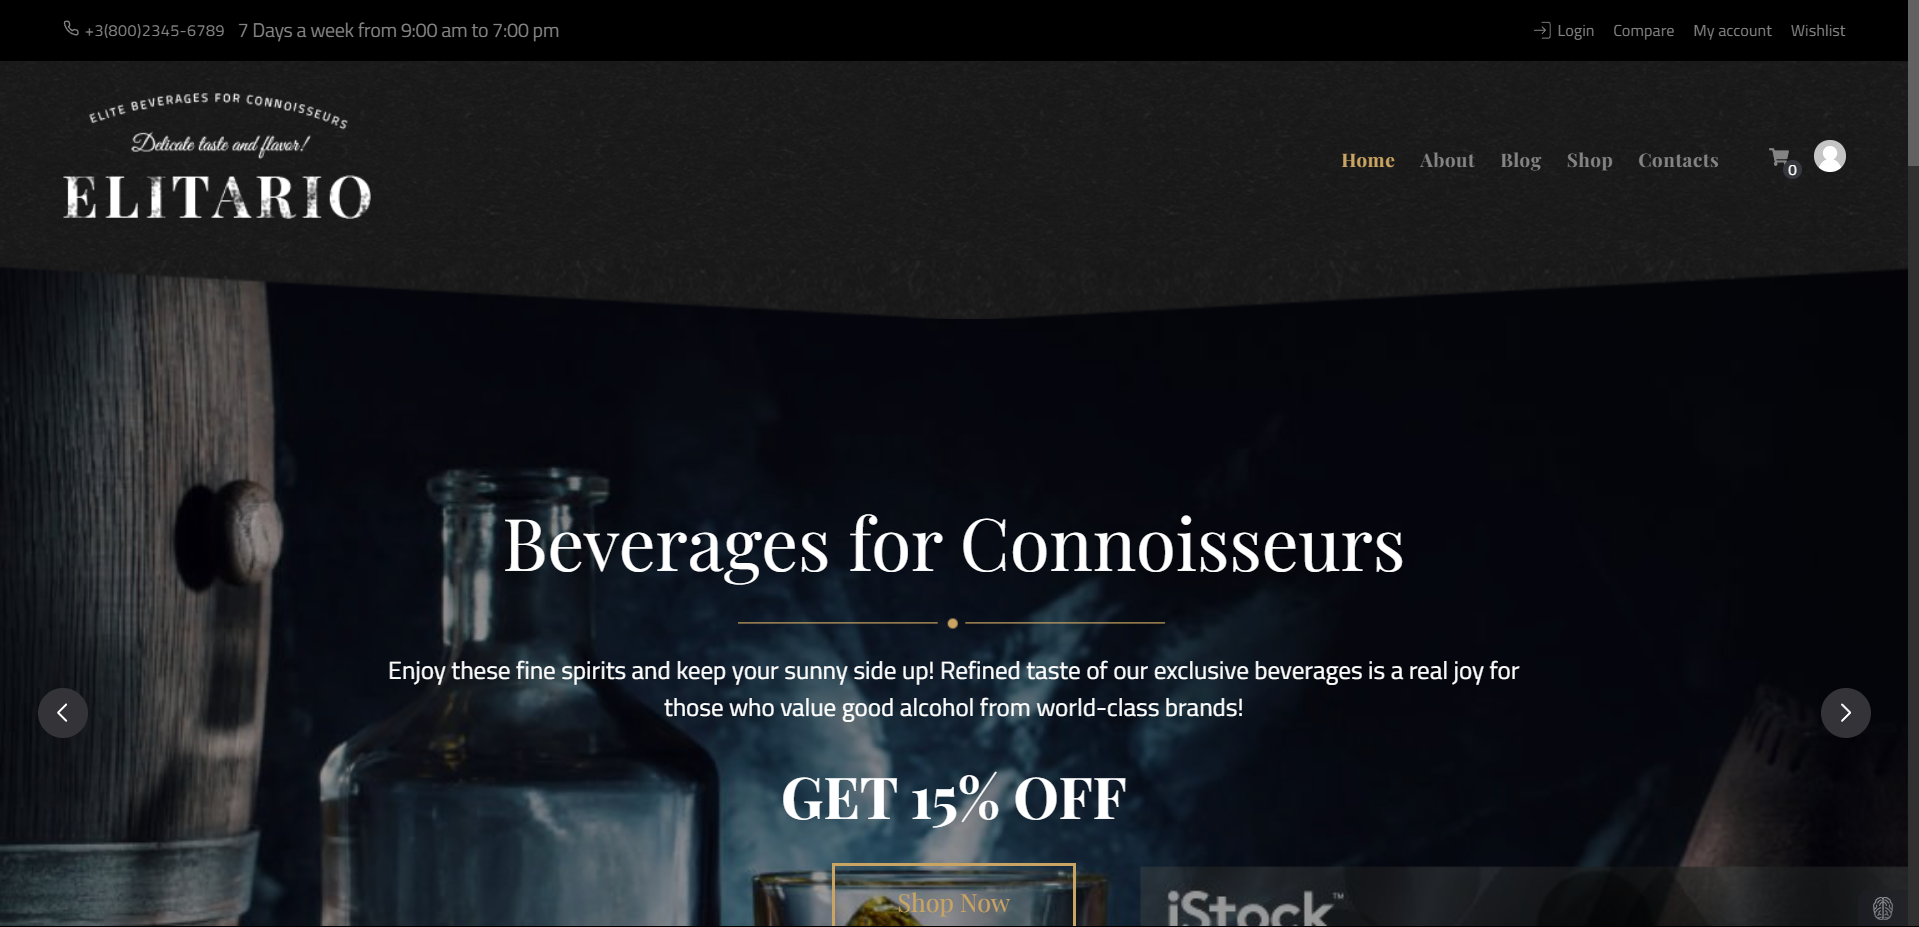 +3(800)2345-6789 7 Days a week from 9:00 am to 7:00 pm
Login Compare My account Wishlist
ELITE BEVERAGES FOR CONNOISSEURS
Delicate taste and flavor!
ELITARIO
Home About Blog Shop Contacts
0
Beverages for Connoisseurs
Enjoy these fine spirits and keep your sunny side up! Refined taste of our exclusive beverages is a real joy for
those who value good alcohol from world-class brands!
GET 15% OFF
Shop Now
iStock™